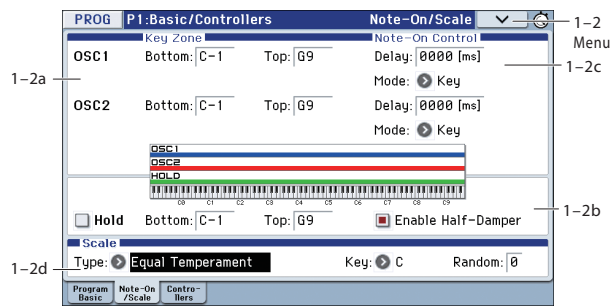 PROG P1:Basic/Controllers Note-On/Scale 1–2 Menu
Key Zone Note-On Control
1–2a
OSC1 Bottom: C-1 Top: G9 Delay: 0000 [ms]
1–2c
Mode: Key
OSC2 Bottom: C-1 Top: G9 Delay: 0000 [ms]
Mode: Key
OSC1
OSC2
HOLD
C0 C1 C2 C3 C4 C5 C6 C7 C8 C9
1–2b
Hold Bottom: C-1 Top: G9 Enable Half-Damper
Scale
1–2d
Type: Equal Temperament Key: C Random: 0
Program Basic Note-On /Scale Contro-llers